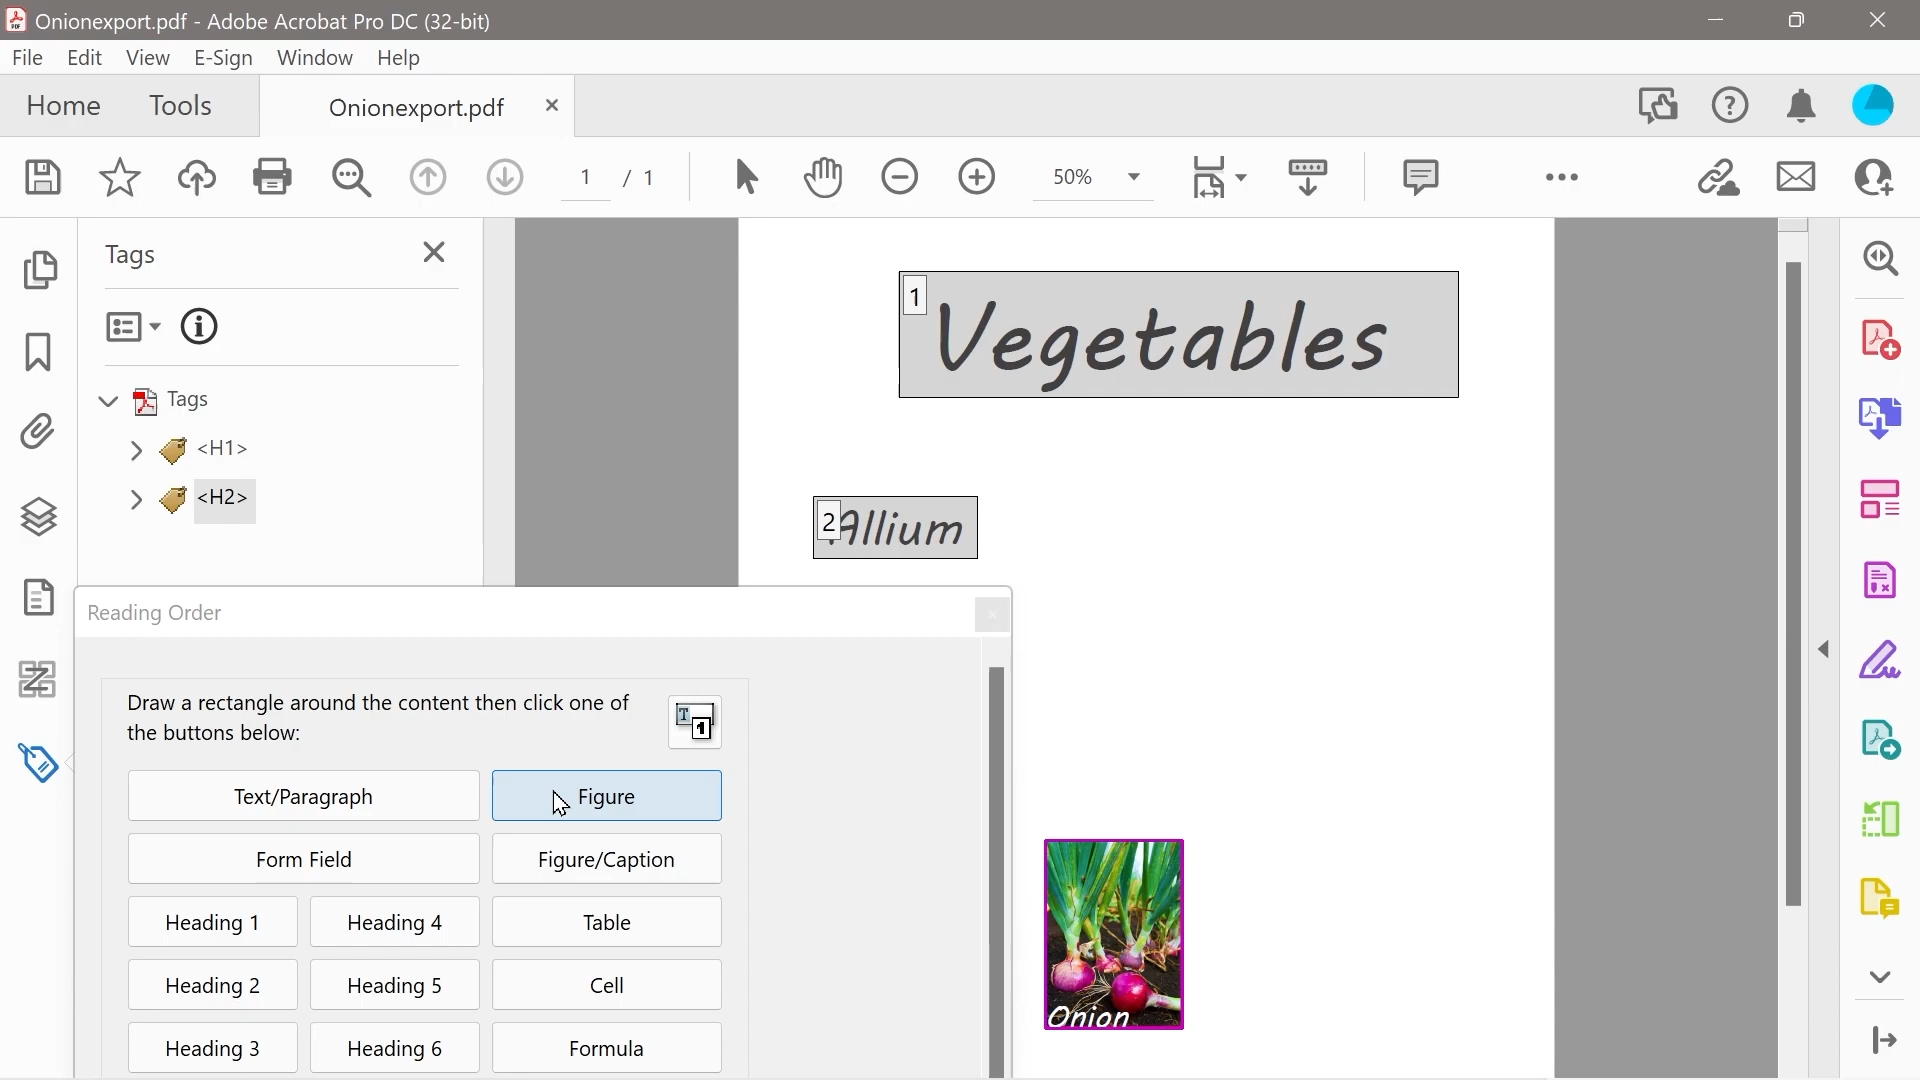 Onionexport.pdf - Adobe Acrobat Pro DC (32-bit)
File Edit View E-Sign Window Help
Home Tools Onionexport.pdf
1 / 1 50%
Tags
Tags
<H1>
<H2>
1 Vegetables
2 Allium
Reading Order
Draw a rectangle around the content then click one of
the buttons below:
T 1
Text/Paragraph Figure
Form Field Figure/Caption
Heading 1 Heading 4 Table
Heading 2 Heading 5 Cell
Heading 3 Heading 6 Formula
Onion